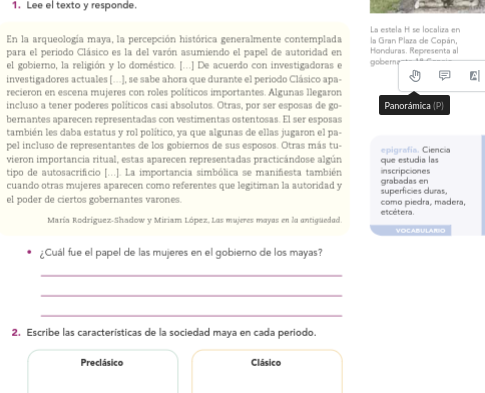 1. Lee el texto y responde.
En la arqueología maya, la percepción histórica generalmente contemplada
para el periodo Clásico es la del varón asumiendo el papel de autoridad en
el gobierno, la religión y lo doméstico. [...] De acuerdo con investigadoras e
investigadores actuales [...], se sabe ahora que durante el periodo Clásico apa-
recieron en escena mujeres con roles políticos importantes. Algunas llegaron
incluso a tener poderes políticos casi absolutos. Otras, por ser esposas de go-
bernantes aparecen representadas con vestimentas ostentosas. El ser esposas
también les daba estatus y rol político, ya que algunas de ellas jugaron el pa-
pel incluso de representantes de los gobiernos de sus esposos. Otras más tu-
vieron importancia ritual, estas aparecen representadas practicándose algún
tipo de autosacrificio [...]. La importancia simbólica se manifiesta también
cuando otras mujeres aparecen como referentes que legitiman la autoridad y
el poder de ciertos gobernantes varones.
María Rodríguez-Shadow y Miriam López, Las mujeres mayas en la antigüedad.
• ¿Cuál fue el papel de las mujeres en el gobierno de los mayas?
2. Escribe las características de la sociedad maya en cada periodo.
Preclásico
Clásico
La estela H se localiza en
la Gran Plaza de Copán,
Honduras. Representa al
Panorámica (P)
epigrafía. Ciencia
que estudia las
inscripciones
grabadas en
superficies duras,
como piedra, madera,
etcétera.
VOCABULARIO